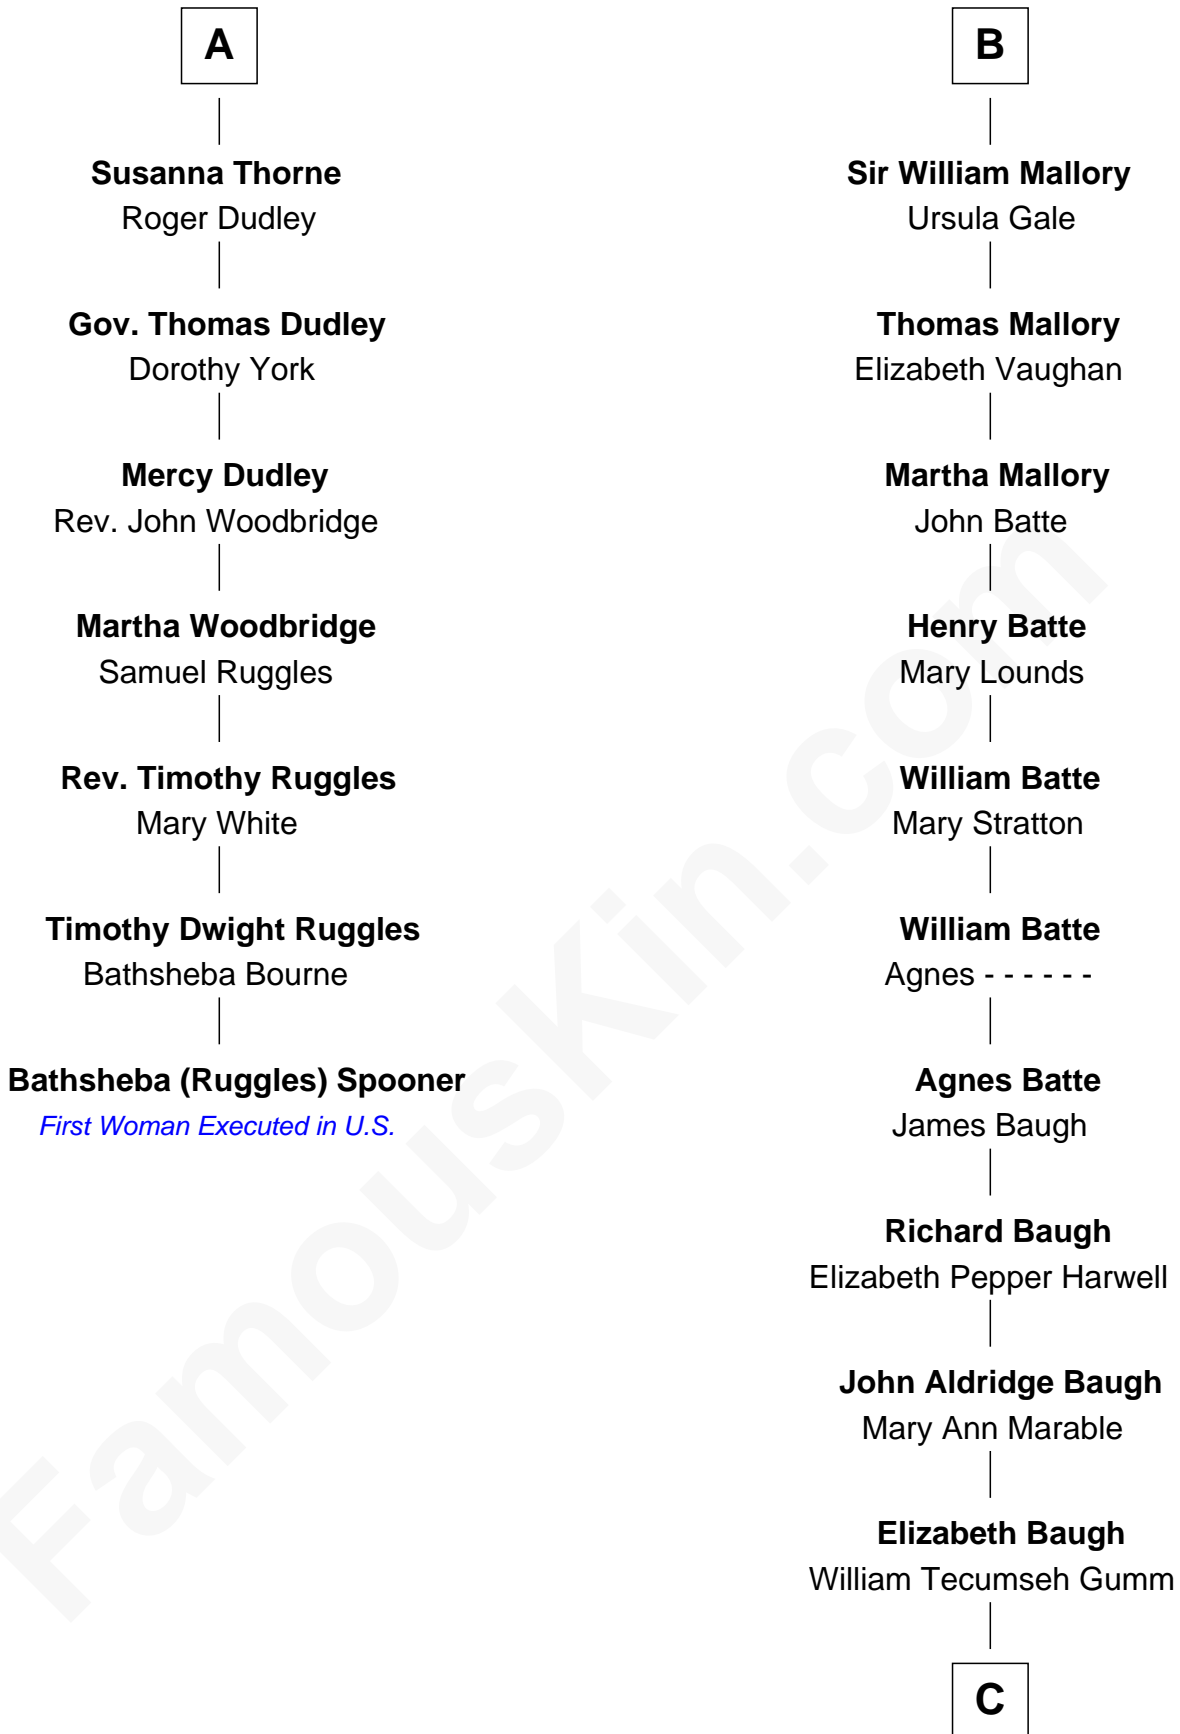 A
Susanna Thorne
Roger Dudley
Gov. Thomas Dudley
Dorothy York
Mercy Dudley
Rev. John Woodbridge
Martha Woodbridge
Samuel Ruggles
Rev. Timothy Ruggles
Mary White
Timothy Dwight Ruggles
Bathsheba Bourne
Bathsheba (Ruggles) Spooner
First Woman Executed in U.S.
B
Sir William Mallory
Ursula Gale
Thomas Mallory
Elizabeth Vaughan
Martha Mallory
John Batte
Henry Batte
Mary Lounds
William Batte
Mary Stratton
William Batte
Agnes - - - - - -
Agnes Batte
James Baugh
Richard Baugh
Elizabeth Pepper Harwell
John Aldridge Baugh
Mary Ann Marable
Elizabeth Baugh
William Tecumseh Gumm
C
FamousKin.com